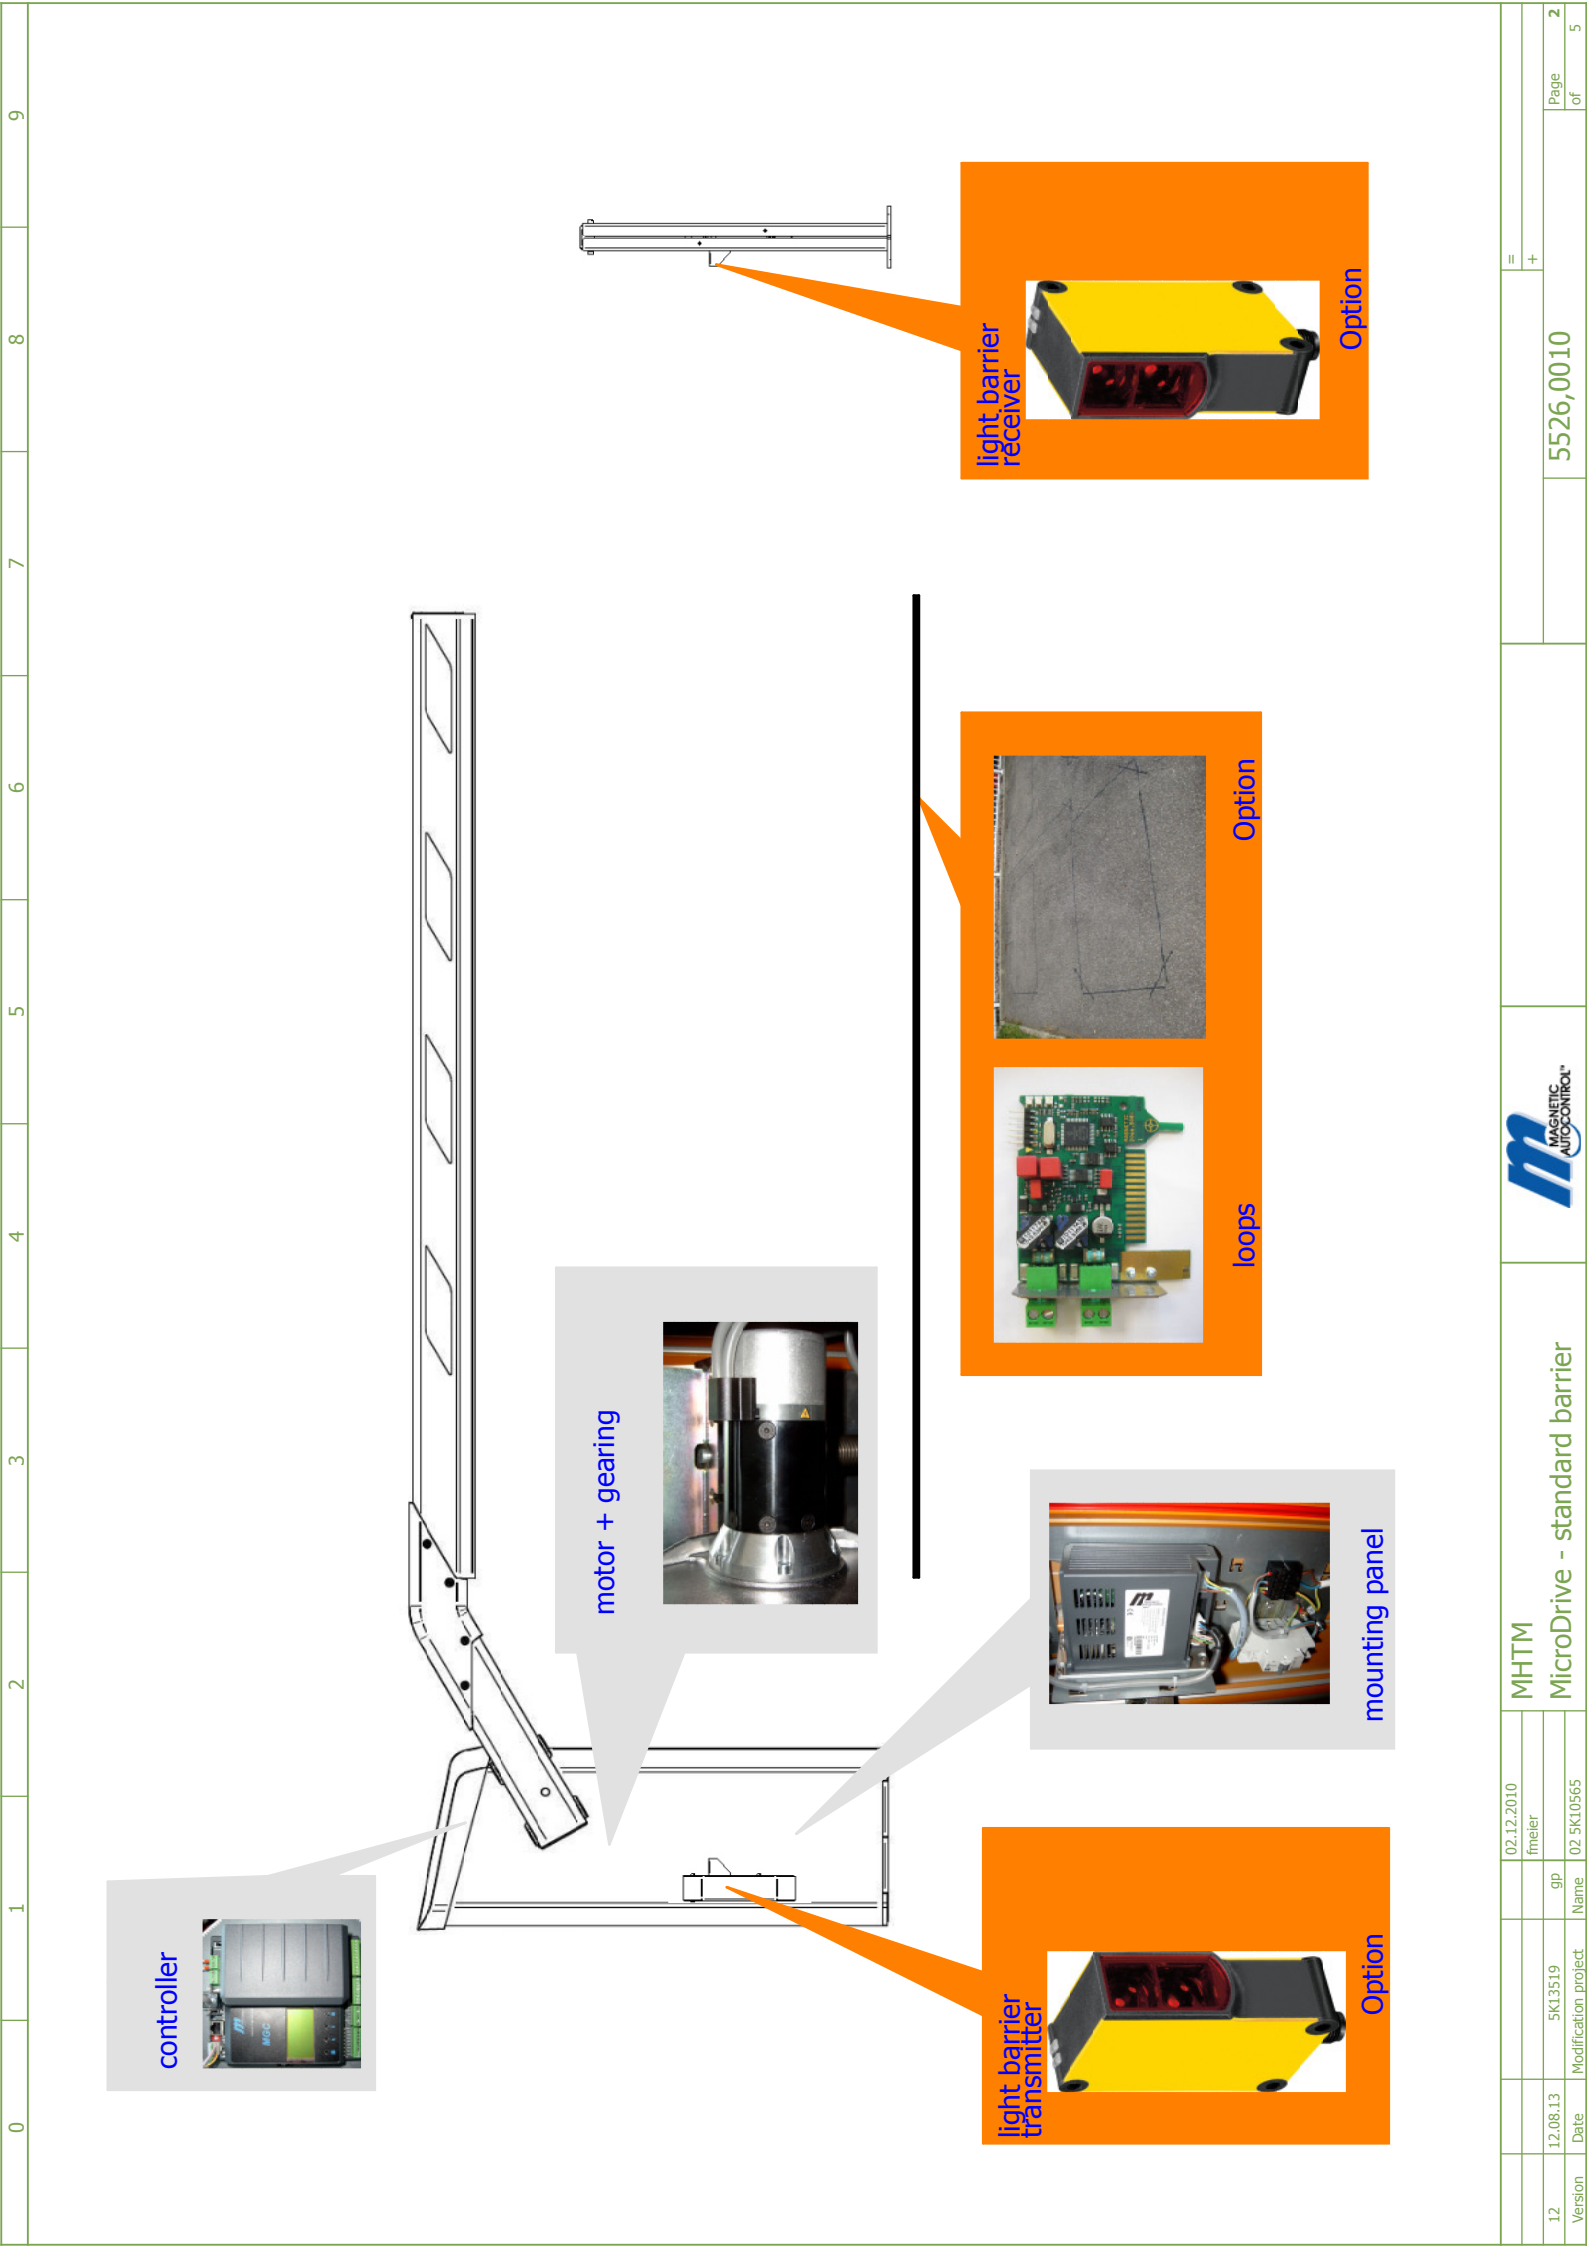 0 1 2 3 4 5 6 7 8 9
controller
MGC
motor + gearing
mounting panel
light barrier
transmitter
Option
loops
Option
light barrier
receiver
Option
12 12.08.13 5K13519 gp
Version Date Modification project Name
02.12.2010
fmeier
02 5K10565
MHTM
MicroDrive - standard barrier
MAGNETIC
AUTOCONTROL™
=
+
5526,0010
Page 2
of 5